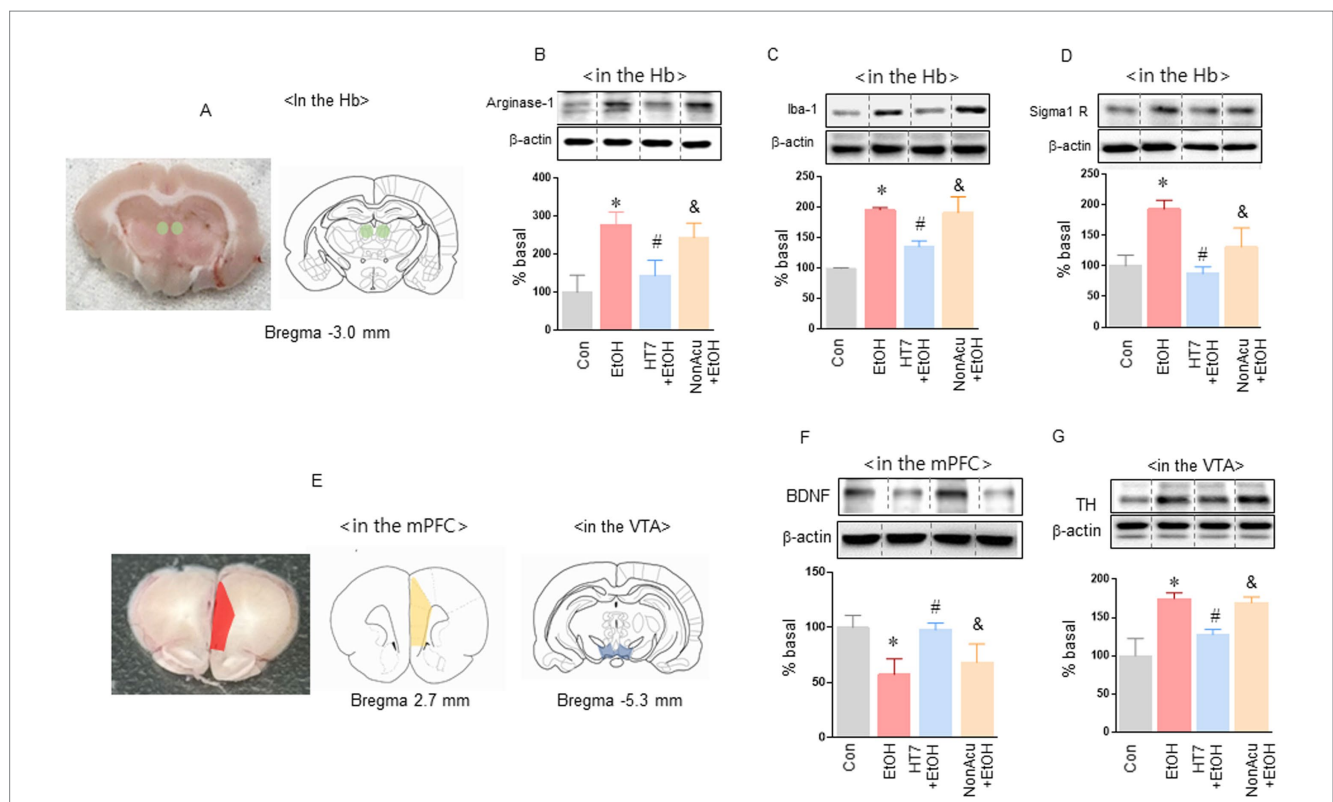 A
<In the Hb>
Bregma -3.0 mm
B
<in the Hb>
Arginase-1
β-actin
% basal
400
300
200
100
0
*
#
&
Con
EtOH
HT7
+EtOH
NonAcu
+EtOH
C
<in the Hb>
Iba-1
β-actin
% basal
250
200
150
100
50
0
*
#
&
Con
EtOH
HT7
+EtOH
NonAcu
+EtOH
D
<in the Hb>
Sigma1 R
β-actin
% basal
250
200
150
100
50
0
*
#
&
Con
EtOH
HT7
+EtOH
NonAcu
+EtOH
E
<in the mPFC>
Bregma 2.7 mm
<in the VTA>
Bregma -5.3 mm
F
<in the mPFC>
BDNF
β-actin
% basal
150
100
50
0
*
#
&
Con
EtOH
HT7
+EtOH
NonAcu
+EtOH
G
<in the VTA>
TH
β-actin
% basal
200
150
100
50
0
*
#
&
Con
EtOH
HT7
+EtOH
NonAcu
+EtOH